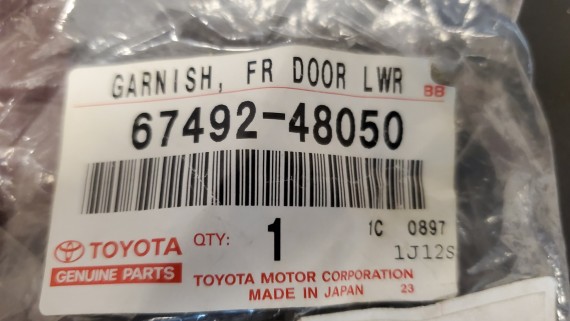 GARNISH, FR DOOR LWR
BB
67492-48050
TOYOTA
GENUINE PARTS
QTY: 1
1C 0897
1J12S
TOYOTA MOTOR CORPORATION
MADE IN JAPAN 23